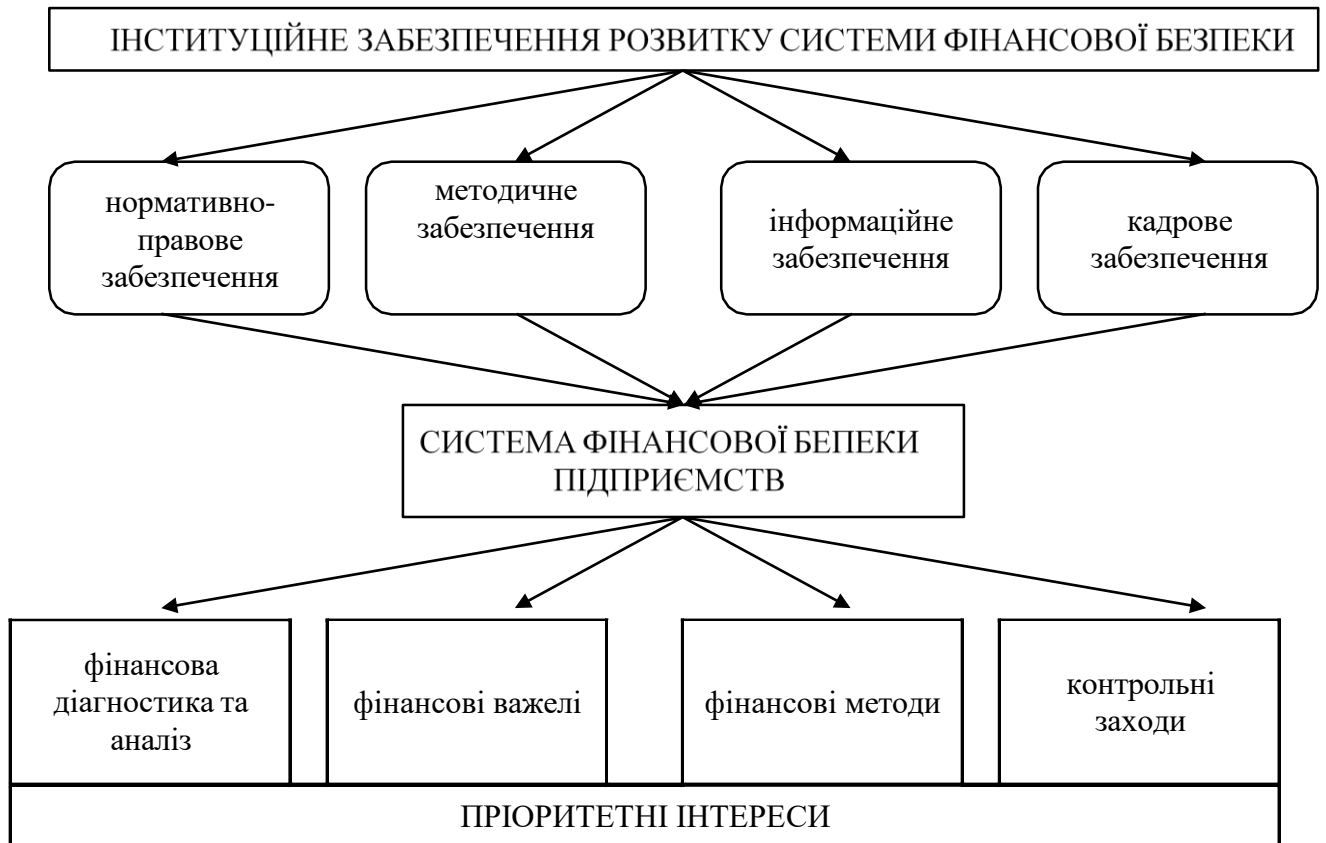 ІНСТИТУЦІЙНЕ ЗАБЕЗПЕЧЕННЯ РОЗВИТКУ СИСТЕМИ ФІНАНСОВОЇ БЕЗПЕКИ
нормативно-
правове
забезпечення
методичне
забезпечення
інформаційне
забезпечення
кадрове
забезпечення
СИСТЕМА ФІНАНСОВОЇ БЕПЕКИ
ПІДПРИЄМСТВ
фінансова
діагностика та
аналіз
фінансові важелі
фінансові методи
контрольні
заходи
ПРІОРИТЕТНІ ІНТЕРЕСИ